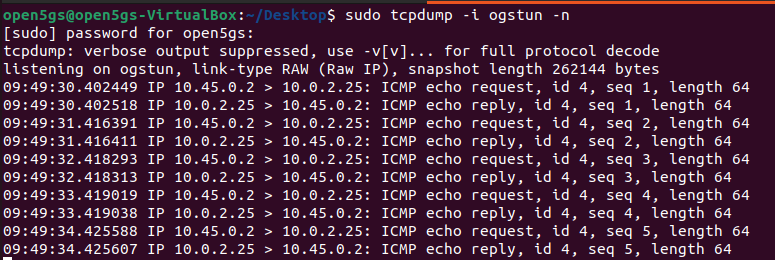 open5gs@open5gs-VirtualBox:~/Desktop$ sudo tcpdump -i ogstun -n
[sudo] password for open5gs:
tcpdump: verbose output suppressed, use -v[v]... for full protocol decode
listening on ogstun, link-type RAW (Raw IP), snapshot length 262144 bytes
09:49:30.402449 IP 10.45.0.2 > 10.0.2.25: ICMP echo request, id 4, seq 1, length 64
09:49:30.402518 IP 10.0.2.25 > 10.45.0.2: ICMP echo reply, id 4, seq 1, length 64
09:49:31.416391 IP 10.45.0.2 > 10.0.2.25: ICMP echo request, id 4, seq 2, length 64
09:49:31.416411 IP 10.0.2.25 > 10.45.0.2: ICMP echo reply, id 4, seq 2, length 64
09:49:32.418293 IP 10.45.0.2 > 10.0.2.25: ICMP echo request, id 4, seq 3, length 64
09:49:32.418313 IP 10.0.2.25 > 10.45.0.2: ICMP echo reply, id 4, seq 3, length 64
09:49:33.419019 IP 10.45.0.2 > 10.0.2.25: ICMP echo request, id 4, seq 4, length 64
09:49:33.419038 IP 10.0.2.25 > 10.45.0.2: ICMP echo reply, id 4, seq 4, length 64
09:49:34.425588 IP 10.45.0.2 > 10.0.2.25: ICMP echo request, id 4, seq 5, length 64
09:49:34.425607 IP 10.0.2.25 > 10.45.0.2: ICMP echo reply, id 4, seq 5, length 64